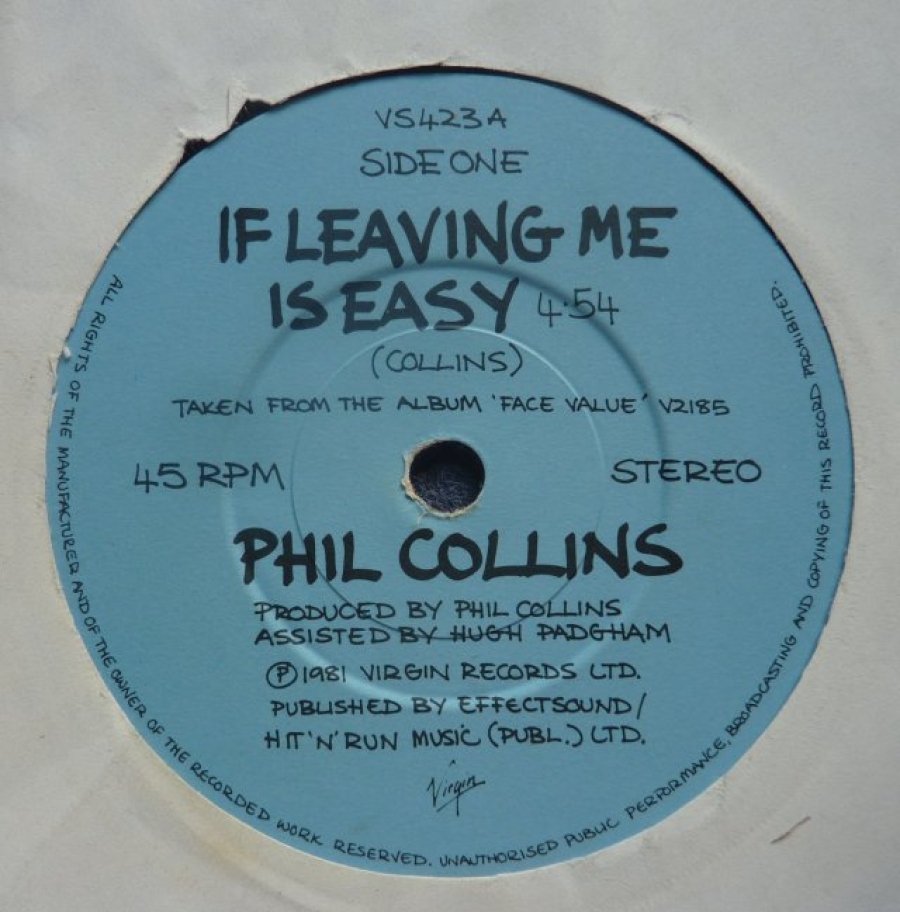 VS423A
SIDE ONE
IF LEAVING ME
IS EASY 4·54
(COLLINS)
TAKEN FROM THE ALBUM 'FACE VALUE' V2185
45 RPM STEREO
PHIL COLLINS
PRODUCED BY PHIL COLLINS
ASSISTED BY HUGH PADGHAM
Ⓟ1981 VIRGIN RECORDS LTD.
PUBLISHED BY EFFECTSOUND/
HIT 'N' RUN MUSIC (PUBL.) LTD.
Virgin
ALL RIGHTS OF THE MANUFACTURER AND OF THE OWNER OF THE RECORDED WORK RESERVED. UNAUTHORISED PUBLIC PERFORMANCE, BROADCASTING AND COPYING OF THIS RECORD PROHIBITED.